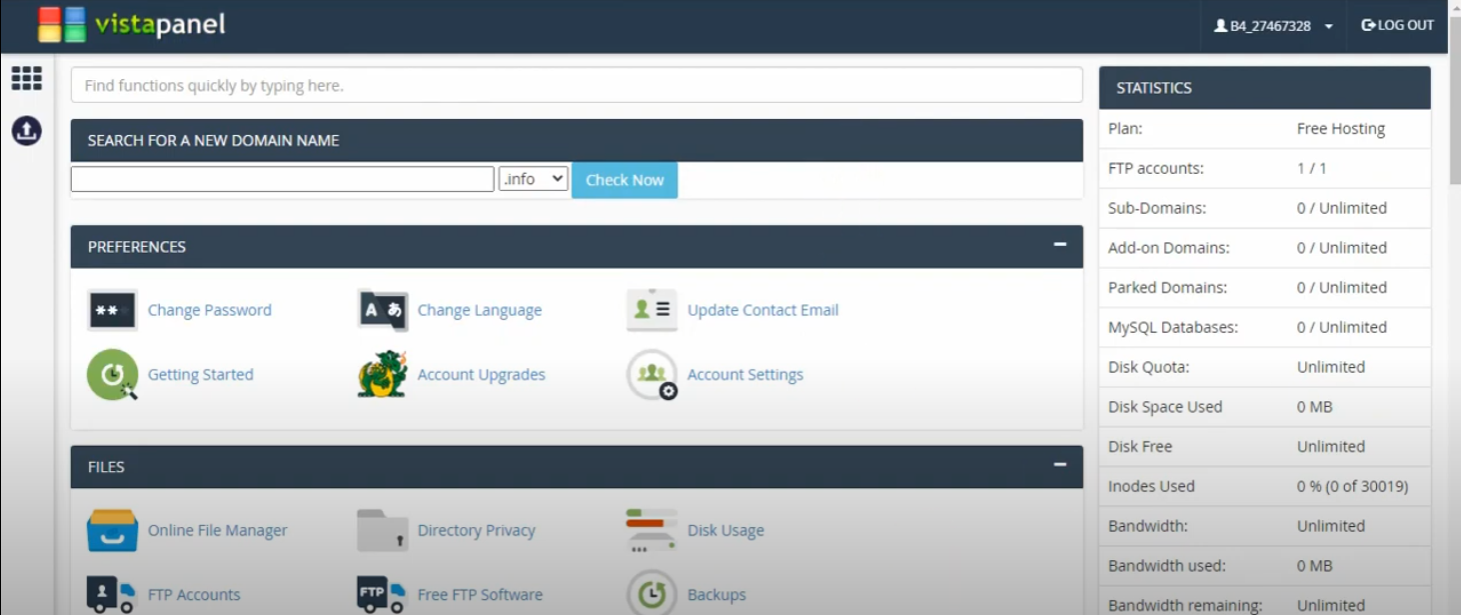 vistapanel
B4_27467328
LOG OUT
Find functions quickly by typing here.
SEARCH FOR A NEW DOMAIN NAME
.info
Check Now
PREFERENCES
**
Change Password
A あ
Change Language
Update Contact Email
Getting Started
Account Upgrades
Account Settings
FILES
Online File Manager
Directory Privacy
Disk Usage
FTP Accounts
FTP
Free FTP Software
Backups
STATISTICS
Plan: Free Hosting
FTP accounts: 1 / 1
Sub-Domains: 0 / Unlimited
Add-on Domains: 0 / Unlimited
Parked Domains: 0 / Unlimited
MySQL Databases: 0 / Unlimited
Disk Quota: Unlimited
Disk Space Used 0 MB
Disk Free Unlimited
Inodes Used 0 % (0 of 30019)
Bandwidth: Unlimited
Bandwidth used: 0 MB
Bandwidth remaining: Unlimited